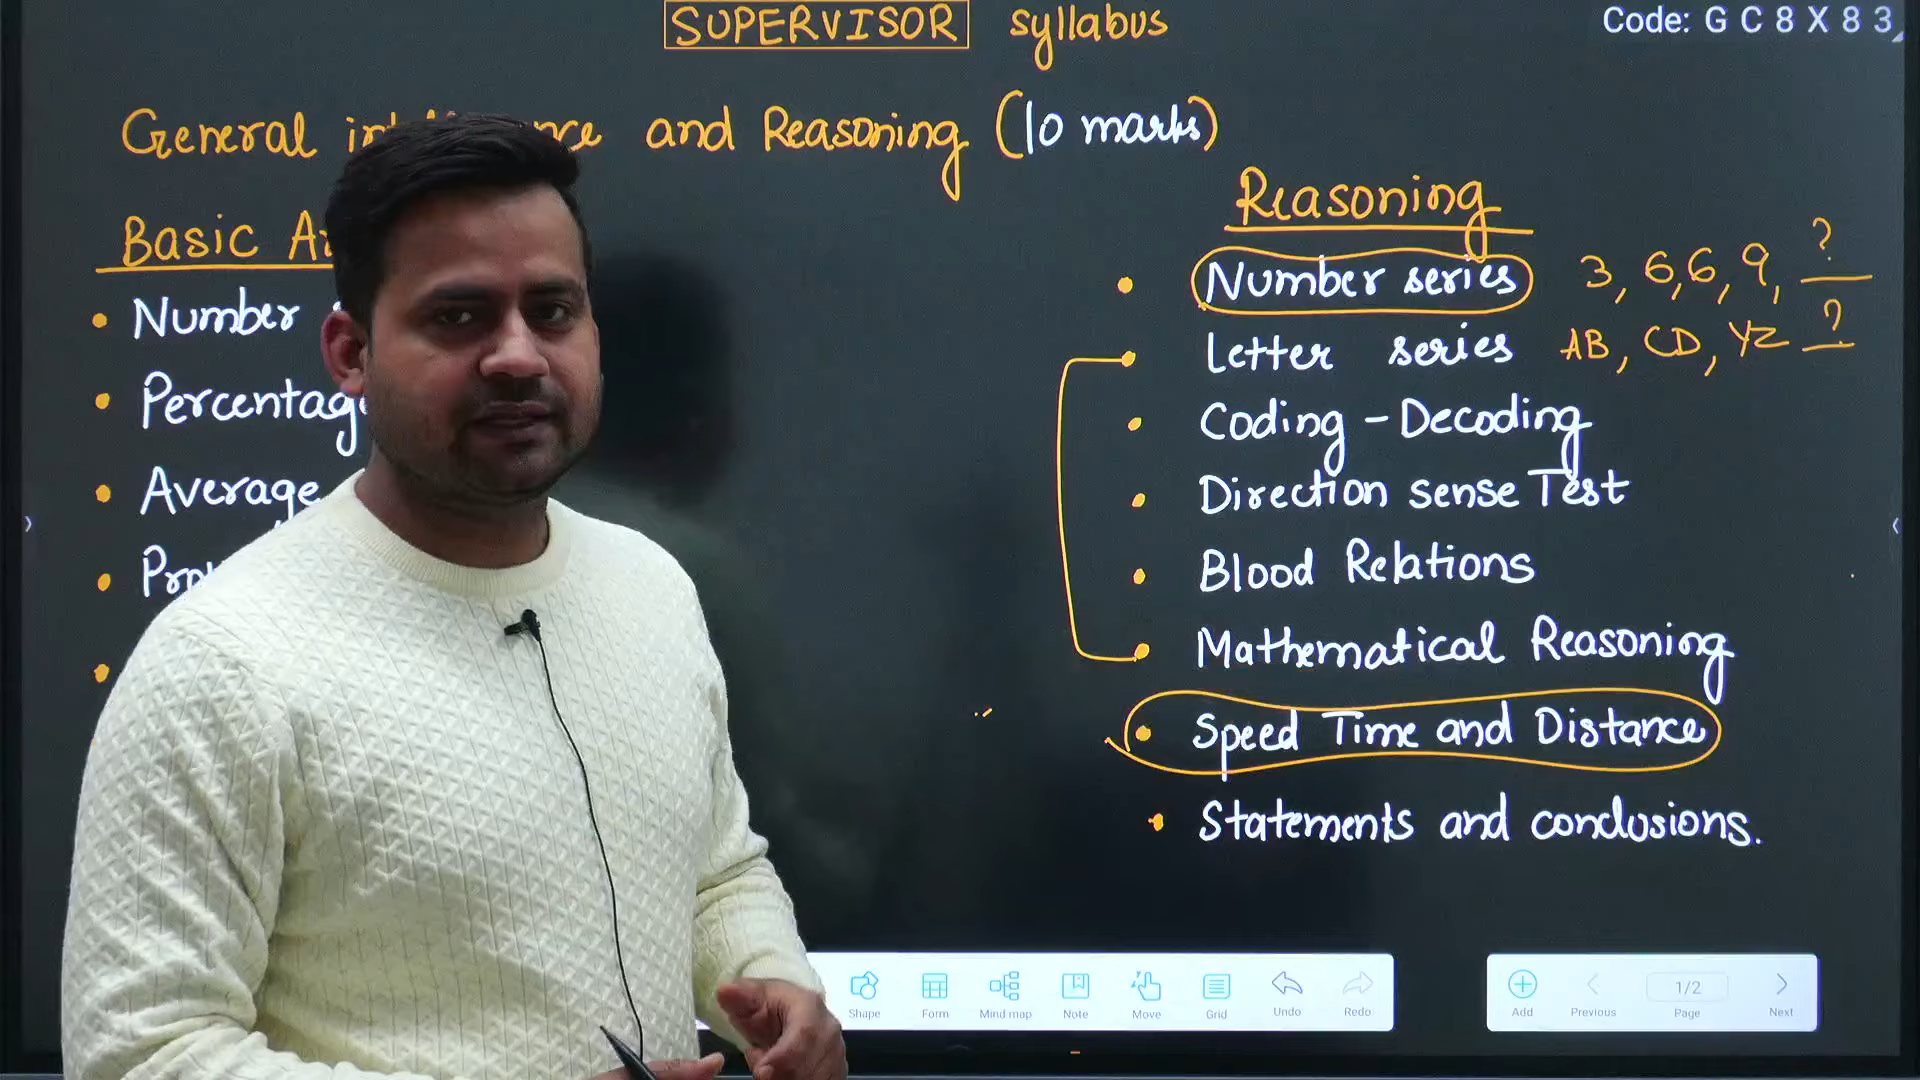 SUPERVISOR syllabus
Code: G C 8 X 8 3
General and Reasoning (10 marks)
Basic
Number
Percentage
Average
Reasoning
Number series 3, 6, 6, 9, ?
Letter series AB, CD, YZ ?
Coding - Decoding
Direction sense Test
Blood Relations
Mathematical Reasoning
Speed Time and Distance
Statements and conclusions.
Shape Form Mind map Note Move Grid Undo Redo
Add Previous 1/2 Page Next